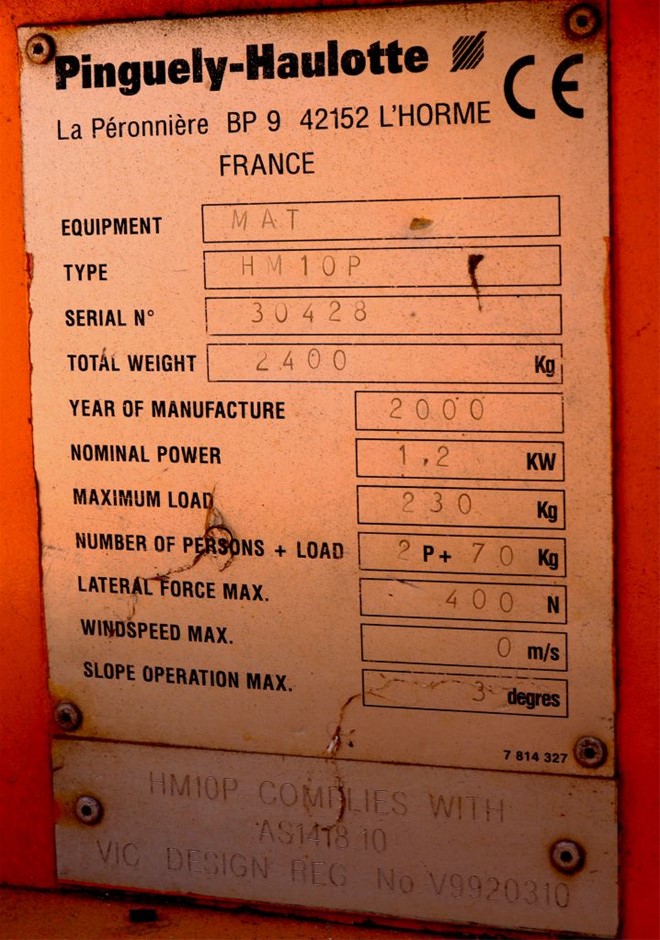 Pinguely-Haulotte
CE
La Péronnière BP 9 42152 L'HORME
FRANCE
EQUIPMENT MAT
TYPE HM10P
SERIAL N° 30428
TOTAL WEIGHT 2400 Kg
YEAR OF MANUFACTURE 2000
NOMINAL POWER 1,2 KW
MAXIMUM LOAD 230 Kg
NUMBER OF PERSONS + LOAD 2 P+ 70 Kg
LATERAL FORCE MAX. 400 N
WINDSPEED MAX. 0 m/s
SLOPE OPERATION MAX. 3 degres
7 814 327
HM10P COMPLIES WITH
AS1418 10
VIC DESIGN REG No V9920310